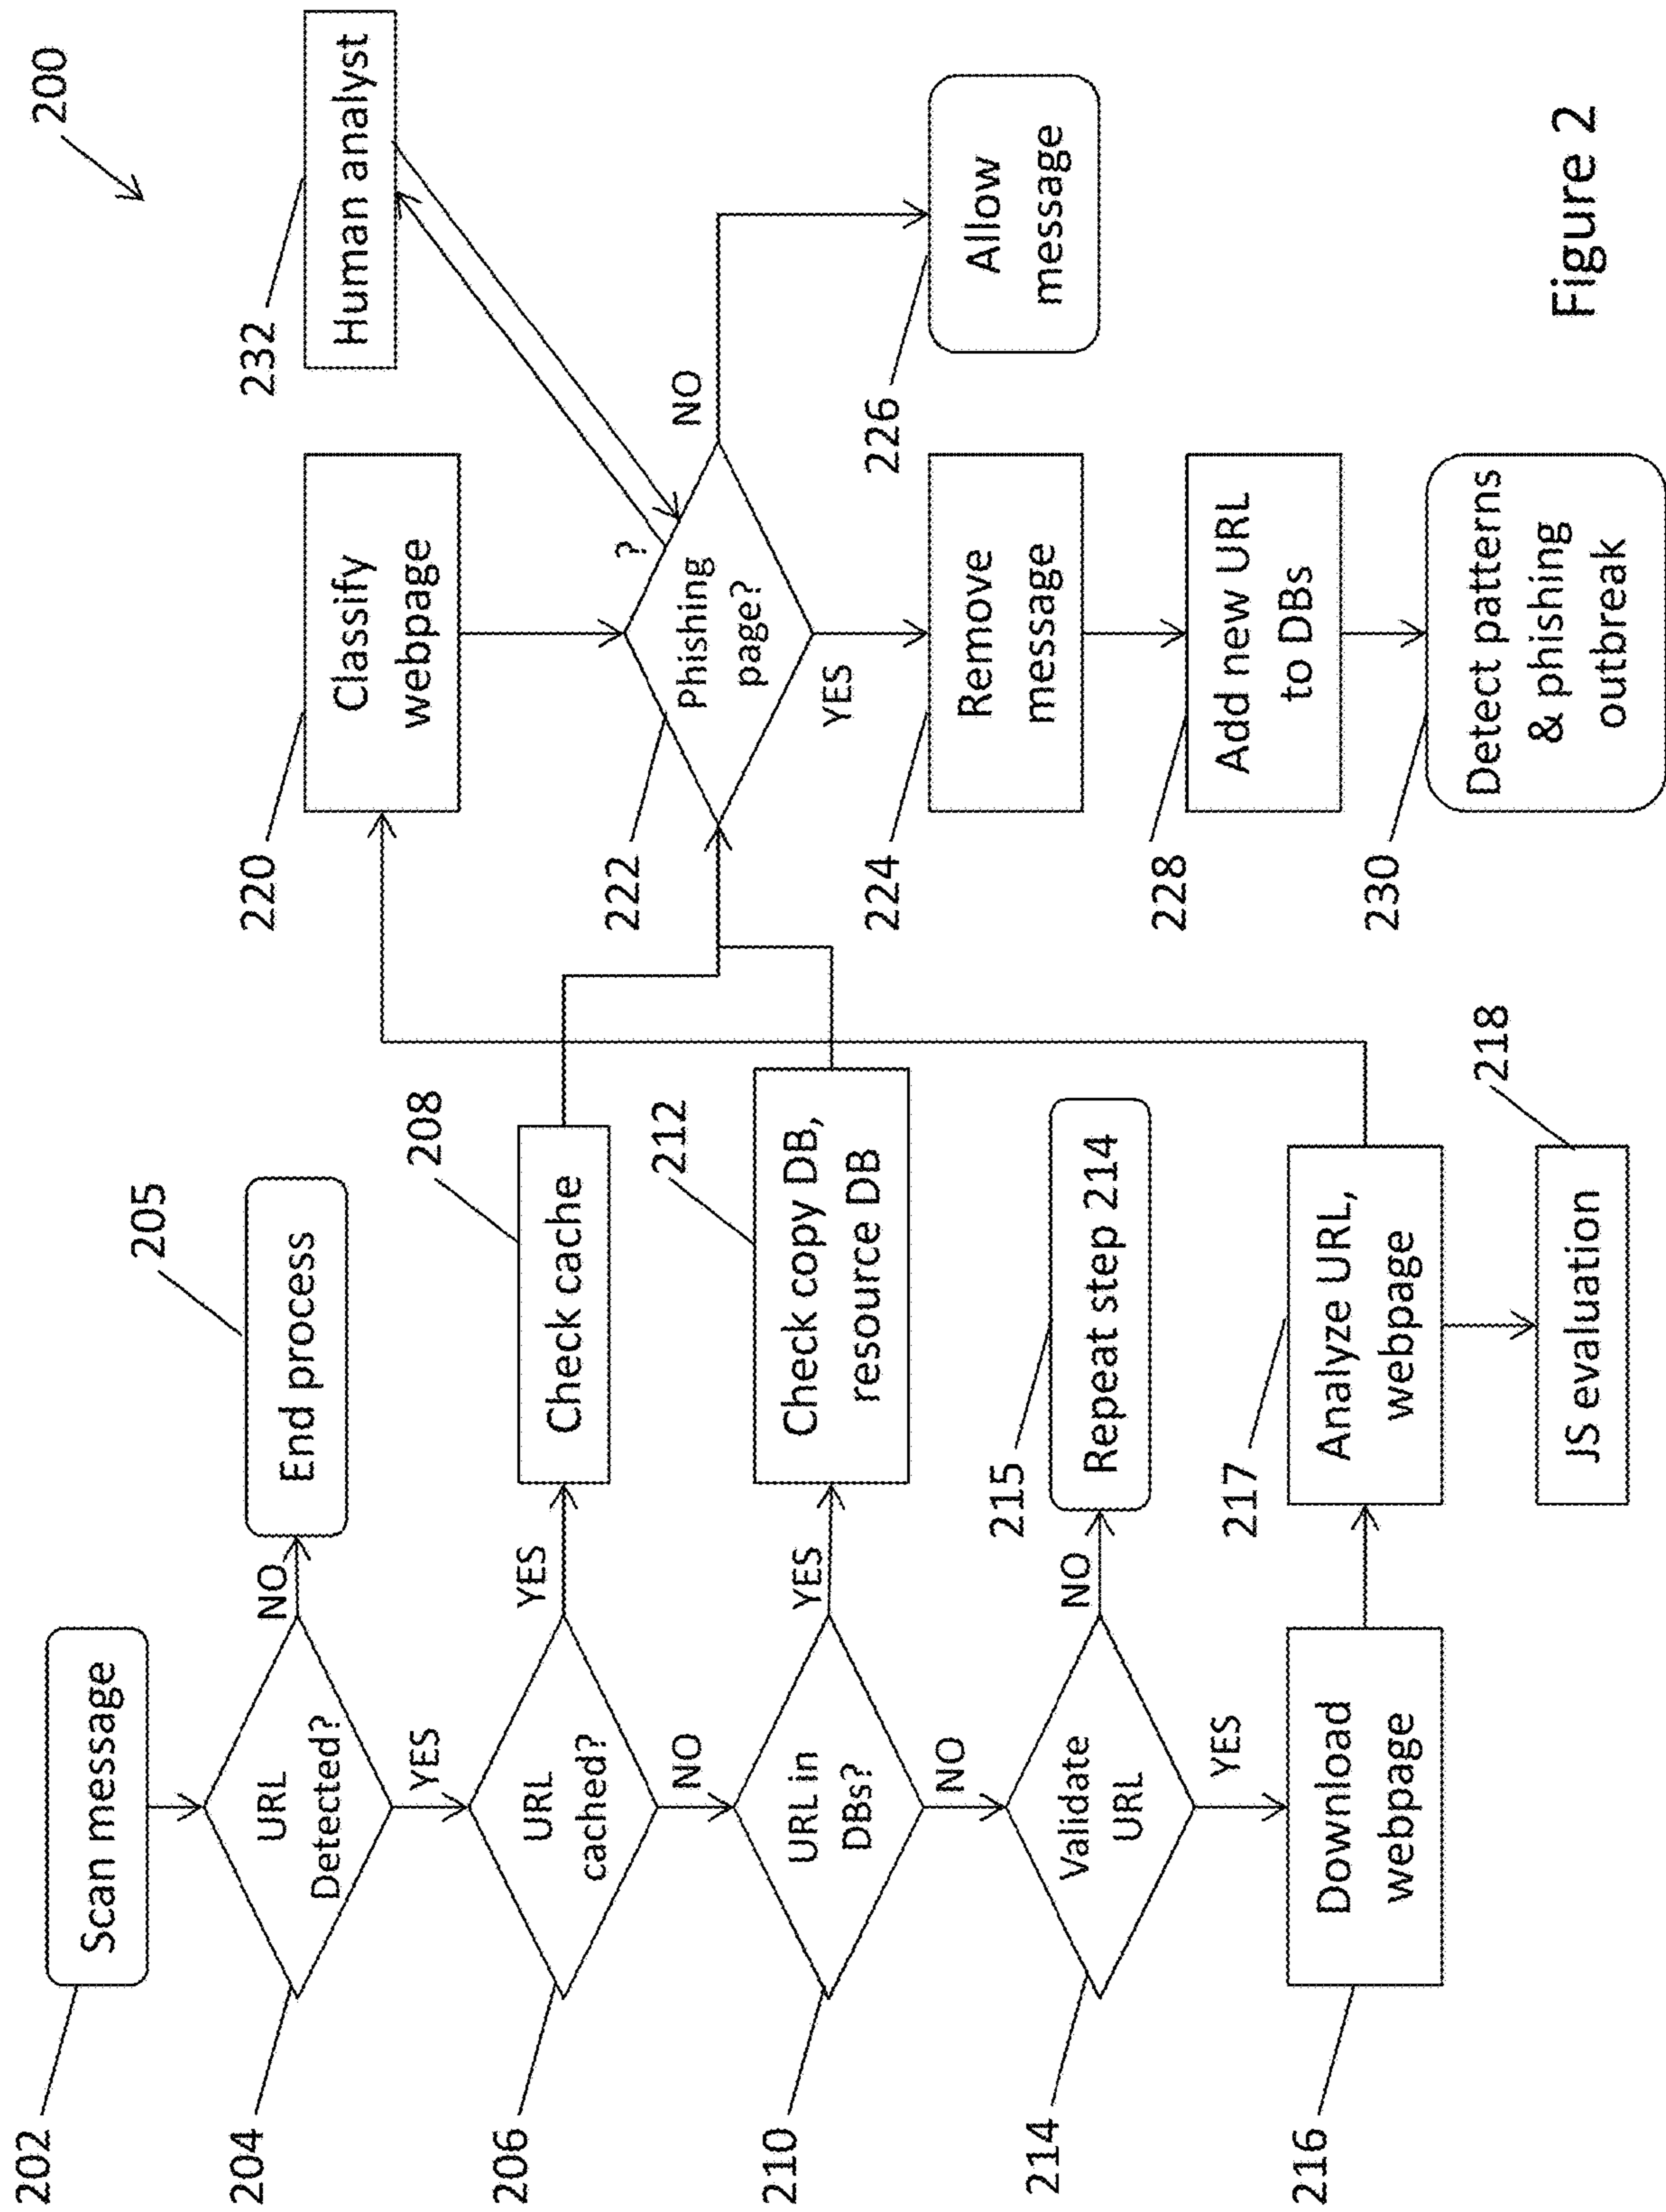 200
202
Scan message
204
URL
Detected?
NO
205
End process
YES
206
URL
cached?
YES
208
Check cache
NO
210
URL in
DBs?
YES
212
Check copy DB,
resource DB
NO
214
Validate
URL
NO
215
Repeat step 214
YES
216
Download
webpage
217
Analyze URL,
webpage
218
JS evaluation
220
Classify
webpage
222
Phishing
page?
?
232
Human analyst
NO
226
Allow
message
YES
224
Remove
message
228
Add new URL
to DBs
230
Detect patterns
& phishing
outbreak
Figure 2